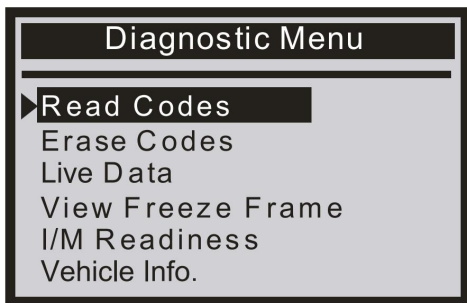 Diagnostic Menu
Read Codes
Erase Codes
Live Data
View Freeze Frame
I/M Readiness
Vehicle Info.